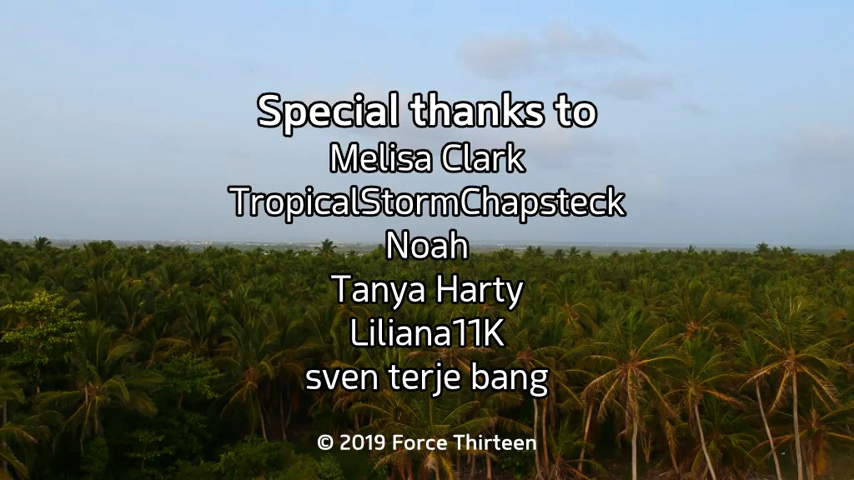 Special thanks to
Melisa Clark
TropicalStormChapsteck
Noah
Tanya Harty
Liliana11K
sven terje bang
© 2019 Force Thirteen